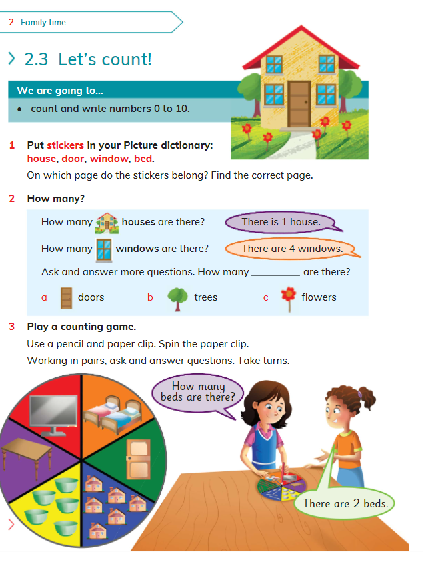 2 Family time
2.3 Let's count!
We are going to...
• count and write numbers 0 to 10.
1 Put stickers in your Picture dictionary:
house, door, window, bed.
On which page do the stickers belong? Find the correct page.
2 How many?
How many houses are there? There is 1 house.
How many windows are there? There are 4 windows.
Ask and answer more questions. How many ________ are there?
a doors b trees c flowers
3 Play a counting game.
Use a pencil and paper clip. Spin the paper clip.
Working in pairs, ask and answer questions. Take turns.
How many
beds are there?
There are 2 beds.